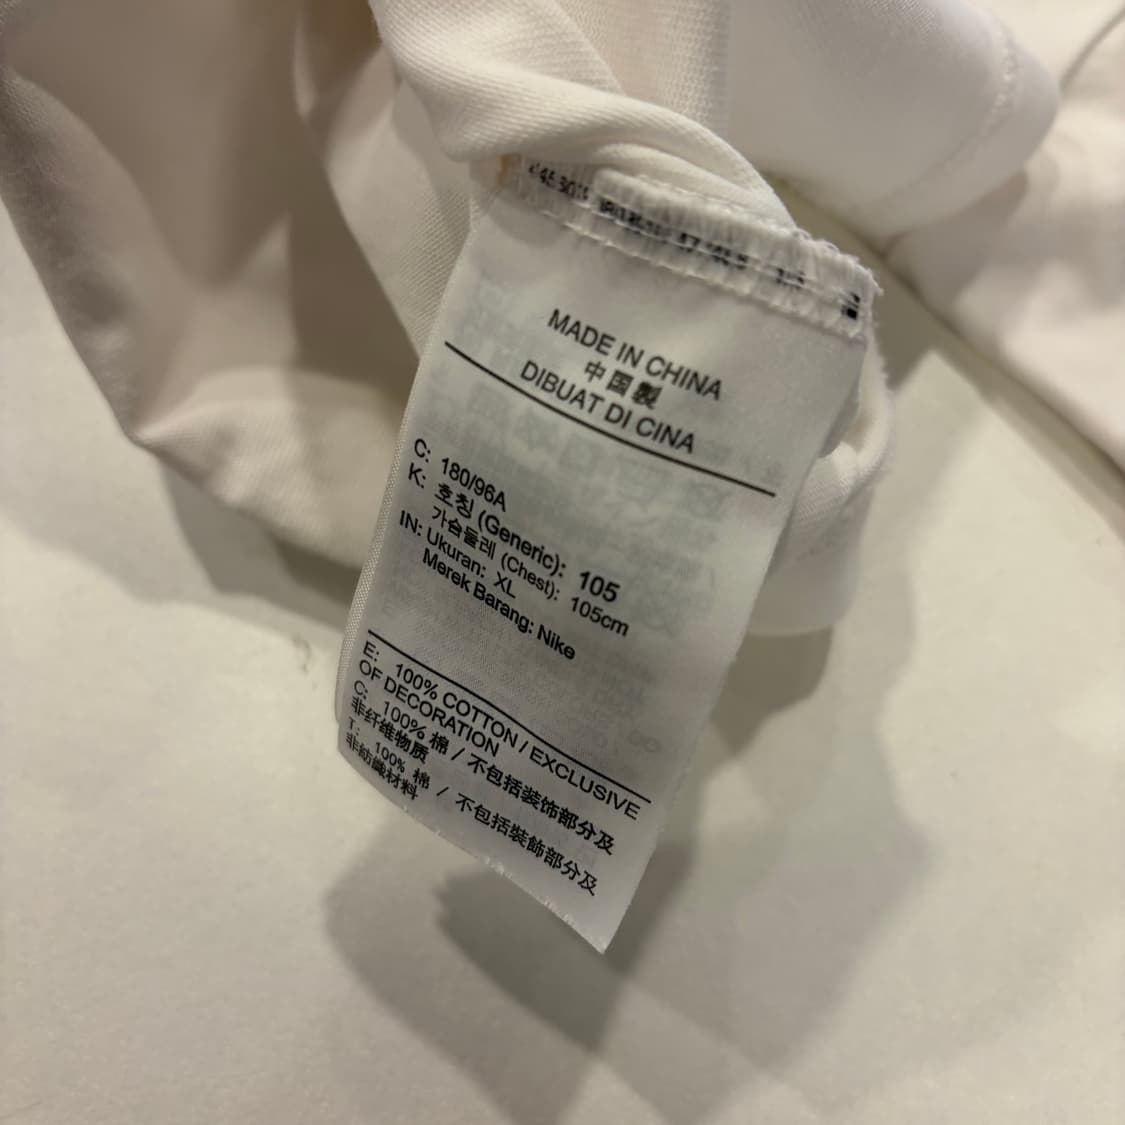 MADE IN CHINA
中国製
DIBUAT DI CINA
C: 180/96A
K: 호칭 (Generic): 105
가슴둘레 (Chest): 105cm
IN: Ukuran: XL
Merek Barang: Nike
E: 100% COTTON / EXCLUSIVE
OF DECORATION
C: 100% 棉 / 不包括装饰部分及
非纤维物质
T: 100% 棉 / 不包括裝飾部分及
非紡織材料